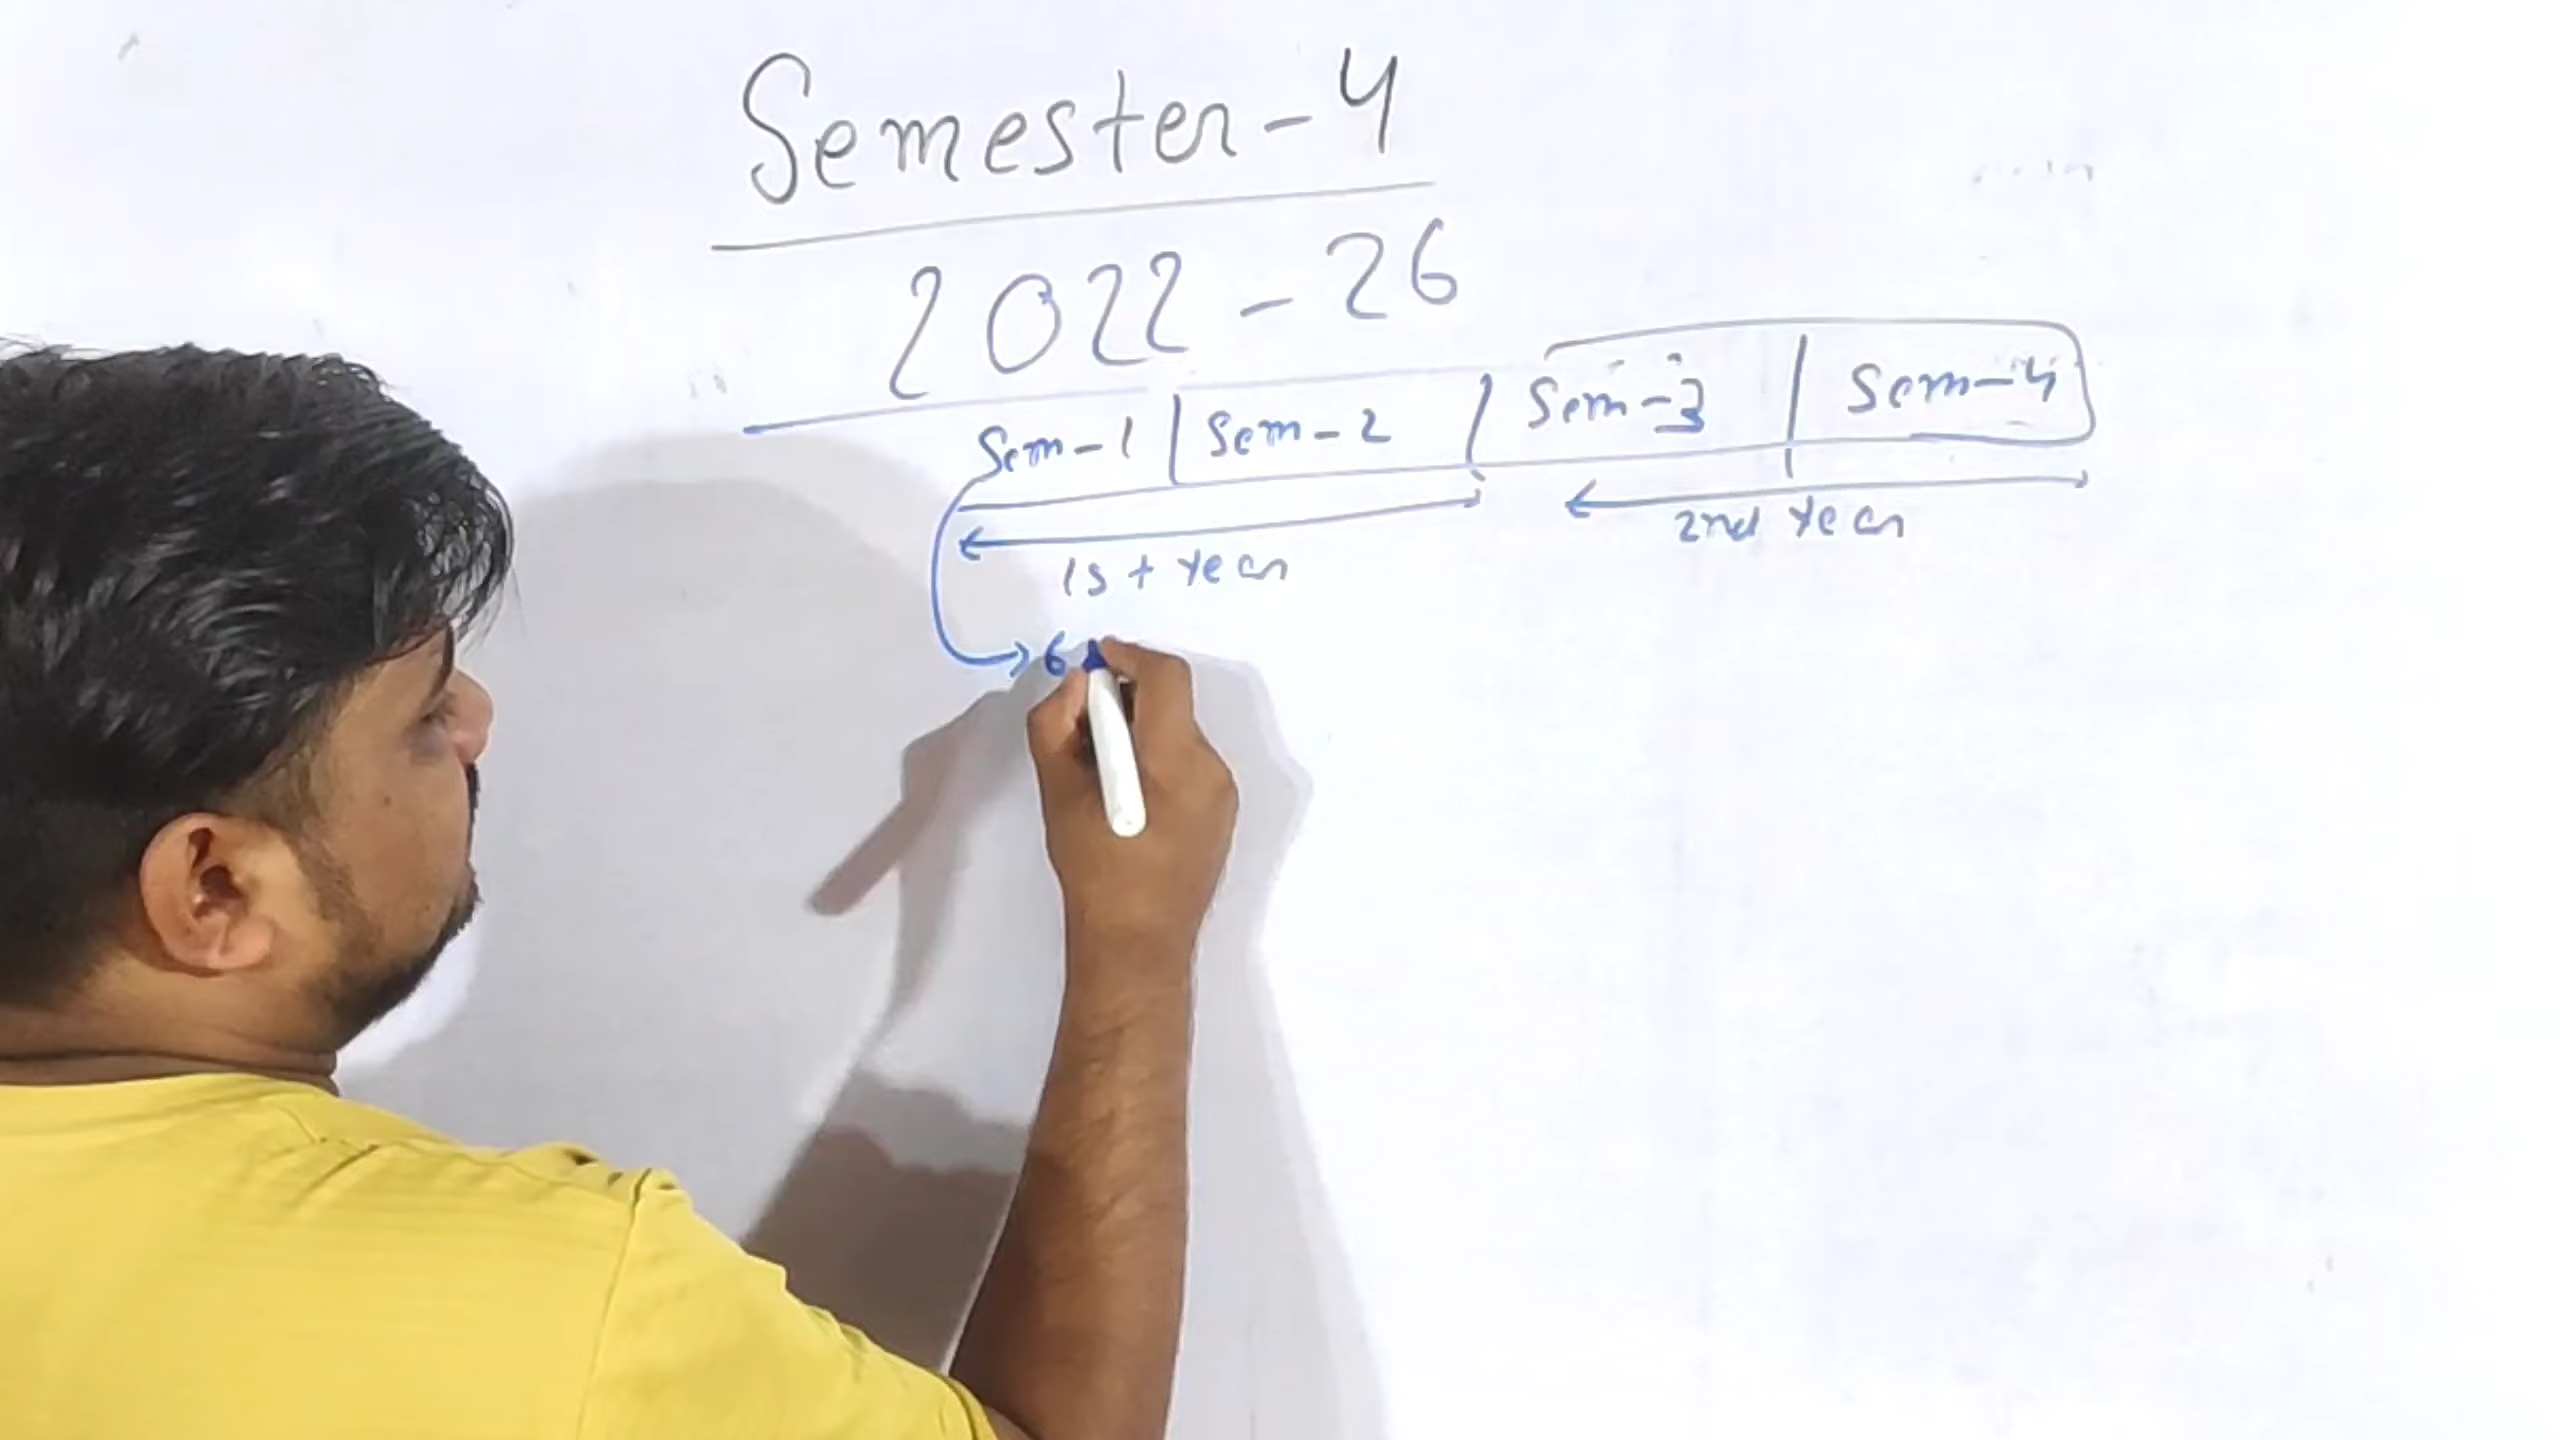 Semester-4
2022-26
Sem-1 Sem-2 Sem-3 Sem-4
1st Year 2nd Year
6